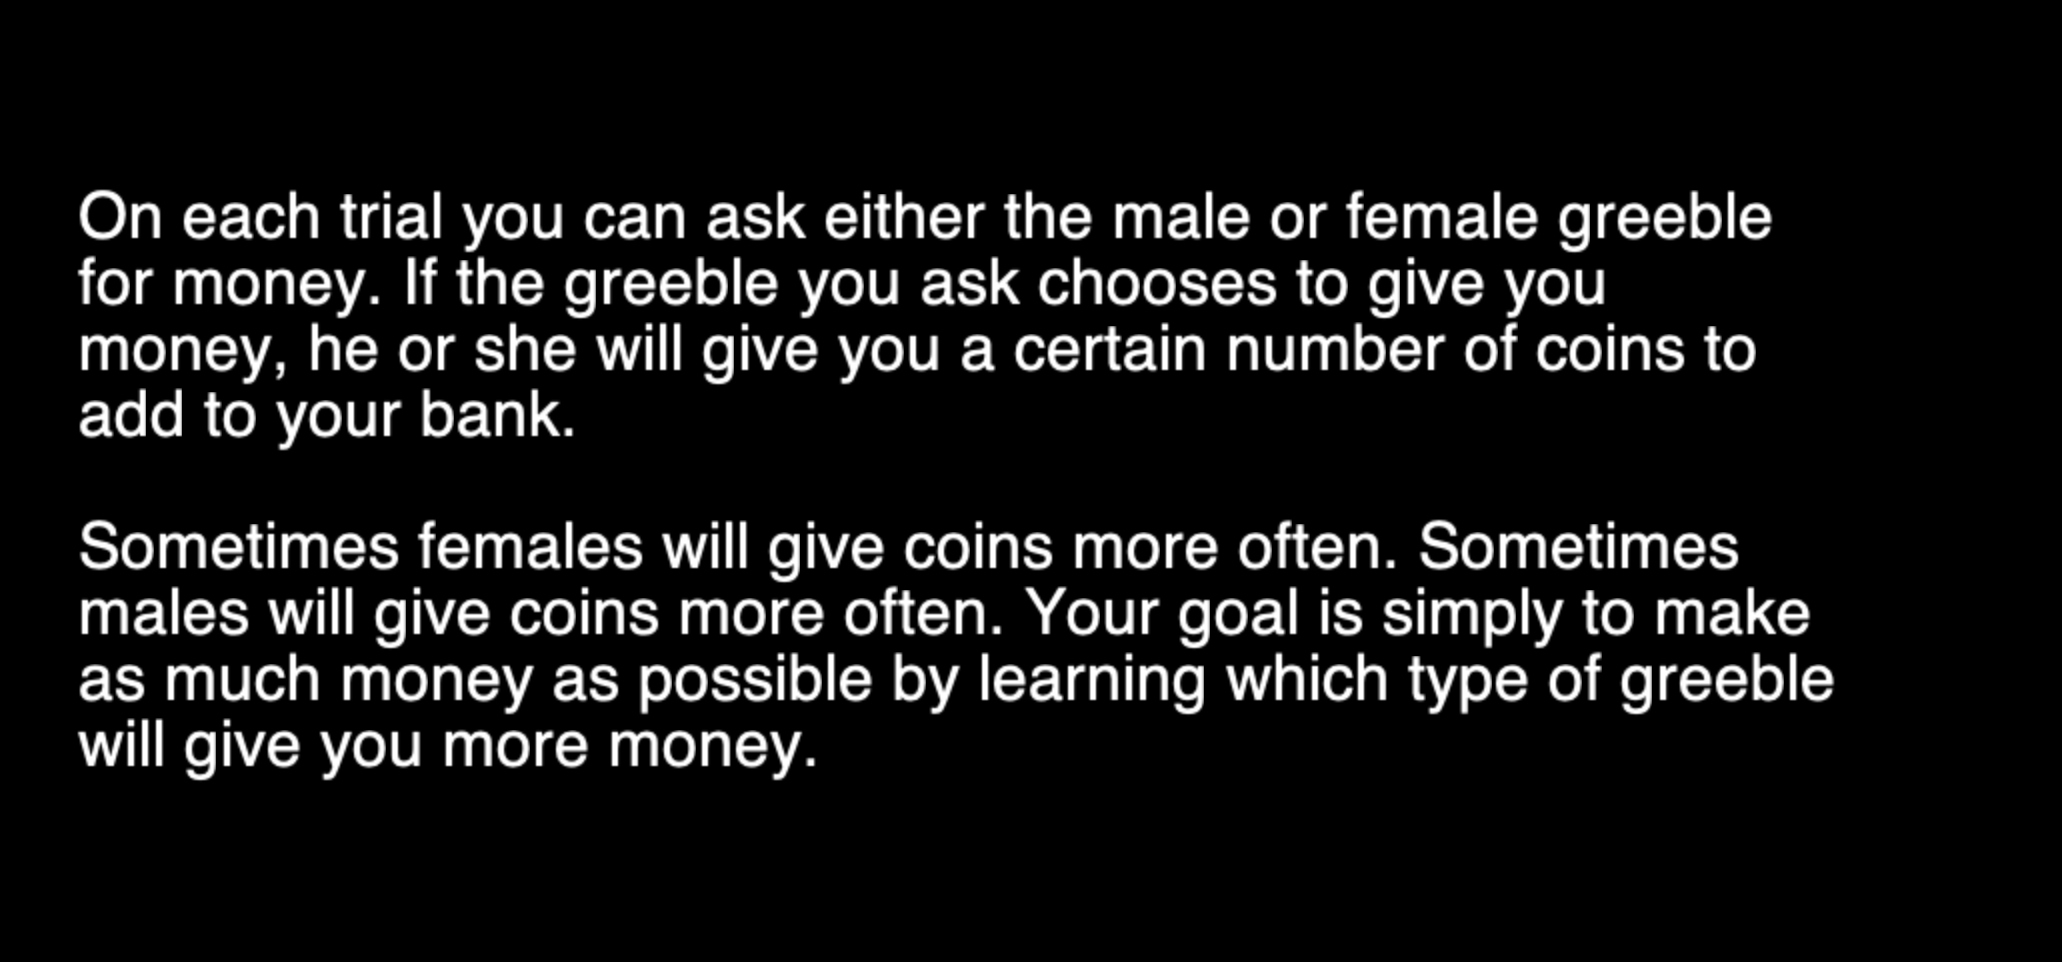 On each trial you can ask either the male or female greeble
for money. If the greeble you ask chooses to give you
money, he or she will give you a certain number of coins to
add to your bank.
Sometimes females will give coins more often. Sometimes
males will give coins more often. Your goal is simply to make
as much money as possible by learning which type of greeble
will give you more money.